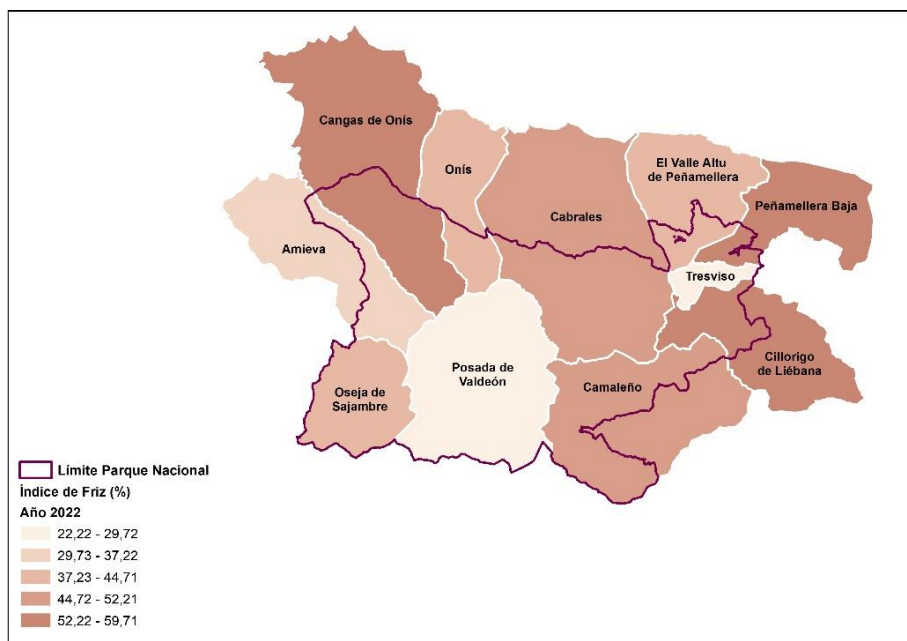 Cangas de Onís
Onís
El Valle Altu
de Peñamellera
Peñamellera Baja
Cabrales
Amieva
Tresviso
Posada de
Valdeón
Cillorigo
de Liébana
Camaleño
Oseja de
Sajambre
Límite Parque Nacional
Índice de Friz (%)
Año 2022
22,22 - 29,72
29,73 - 37,22
37,23 - 44,71
44,72 - 52,21
52,22 - 59,71